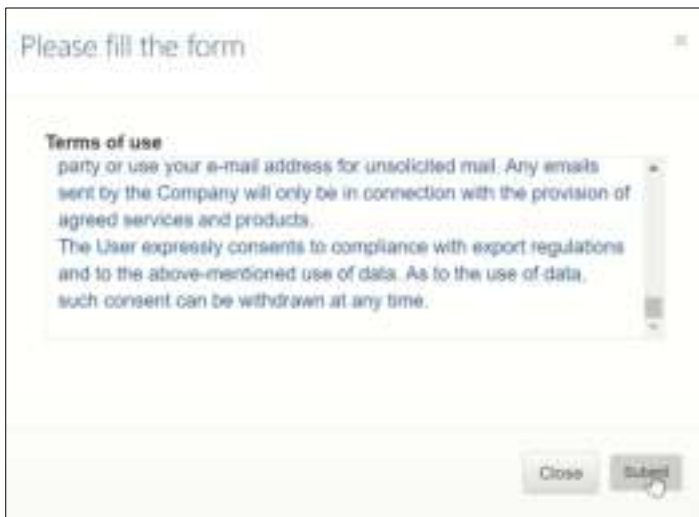 Please fill the form
Terms of use
party or use your e-mail address for unsolicited mail. Any emails
sent by the Company will only be in connection with the provision of
agreed services and products.
The User expressly consents to compliance with export regulations
and to the above-mentioned use of data. As to the use of data,
such consent can be withdrawn at any time.
Close Submit